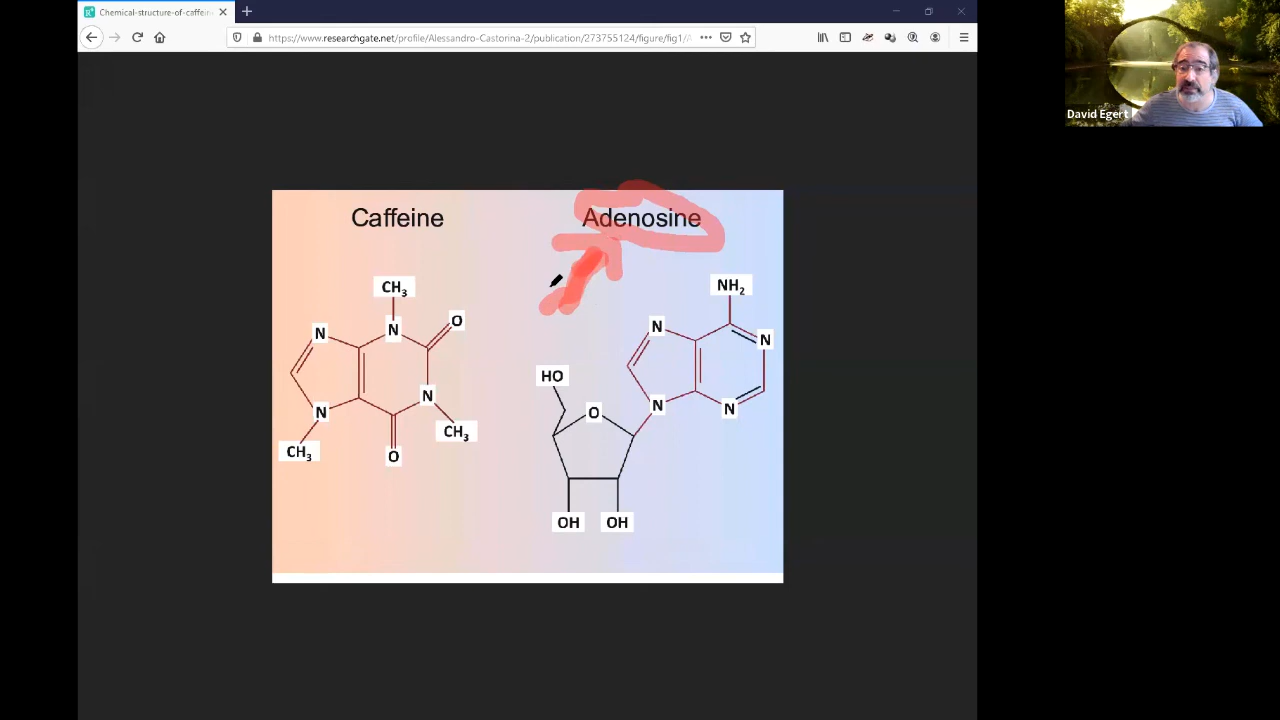 Chemical-structure-of-caffein
https://www.researchgate.net/profile/Alessandro-Castorina-2/publication/273755124/figure/fig1/
David Egert
Caffeine
Adenosine
CH3
NH2
N
N
O
N
N
HO
N
N
O
N
N
CH3
CH3
O
OH
OH